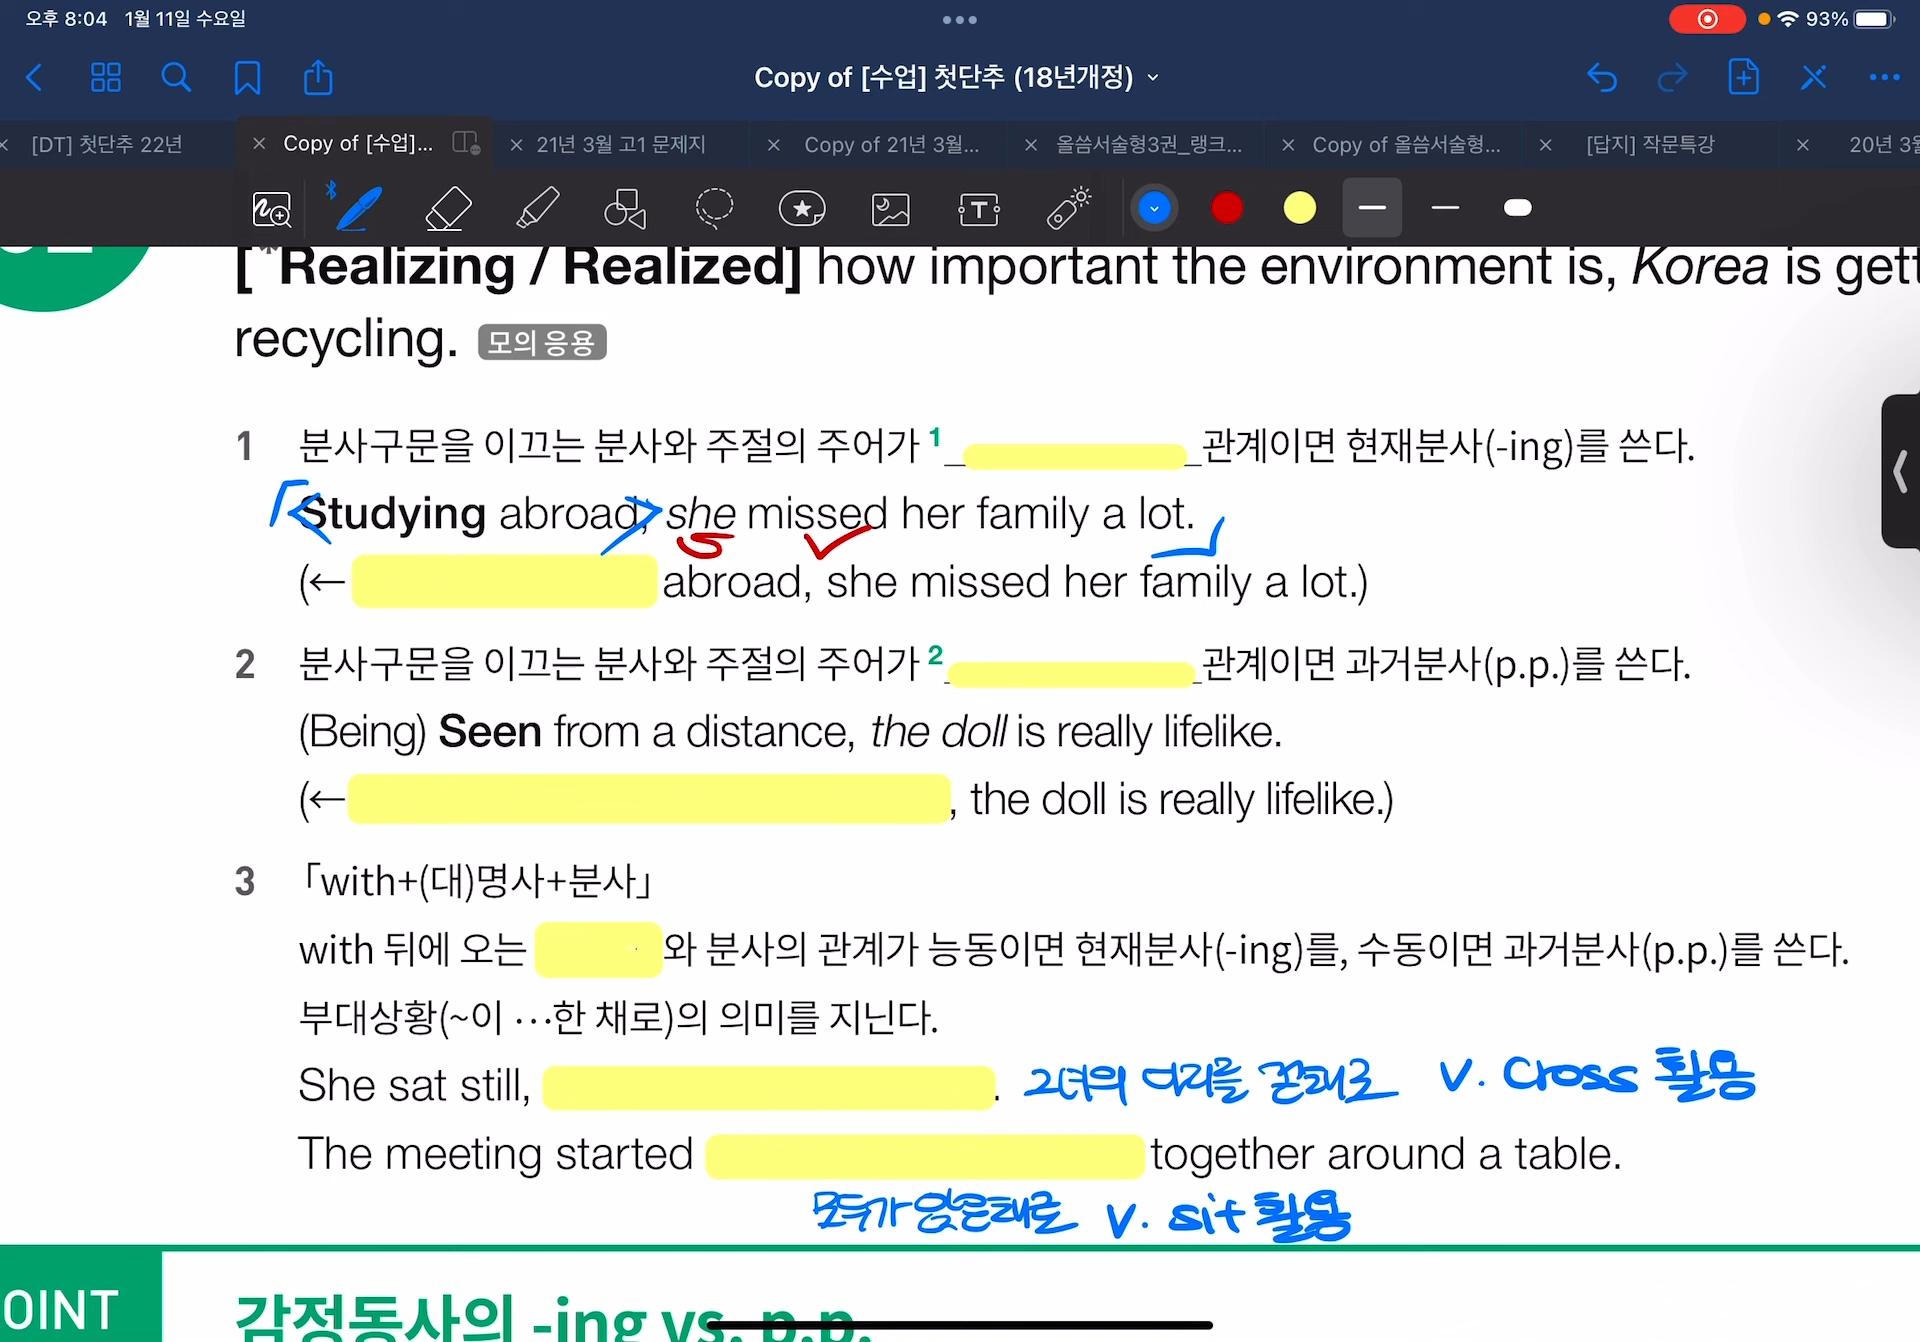 오후 8:04 1월 11일 수요일
93%
Copy of [수업] 첫단추 (18년개정)
[DT] 첫단추 22년
Copy of [수업]...
21년 3월 고1 문제지
Copy of 21년 3월...
올씀서술형3권_랭크...
Copy of 올씀서술형...
[답지] 작문특강
20년 3월
[*Realizing / Realized] how important the environment is, Korea is gett
recycling. 모의 응용
1 분사구문을 이끄는 분사와 주절의 주어가 1 관계이면 현재분사(-ing)를 쓴다.
Studying abroad, she missed her family a lot.
S
(← abroad, she missed her family a lot.)
2 분사구문을 이끄는 분사와 주절의 주어가 2 관계이면 과거분사(p.p.)를 쓴다.
(Being) Seen from a distance, the doll is really lifelike.
(← , the doll is really lifelike.)
3 「with+(대)명사+분사」
with 뒤에 오는 와 분사의 관계가 능동이면 현재분사(-ing)를, 수동이면 과거분사(p.p.)를 쓴다.
부대상황(~이 …한 채로)의 의미를 지닌다.
She sat still, . 그녀의 다리를 꼰채로 v. cross 활용
The meeting started together around a table.
모두가 앉은채로 v. sit 활용
OINT 감정동사의 -ing vs. p.p.